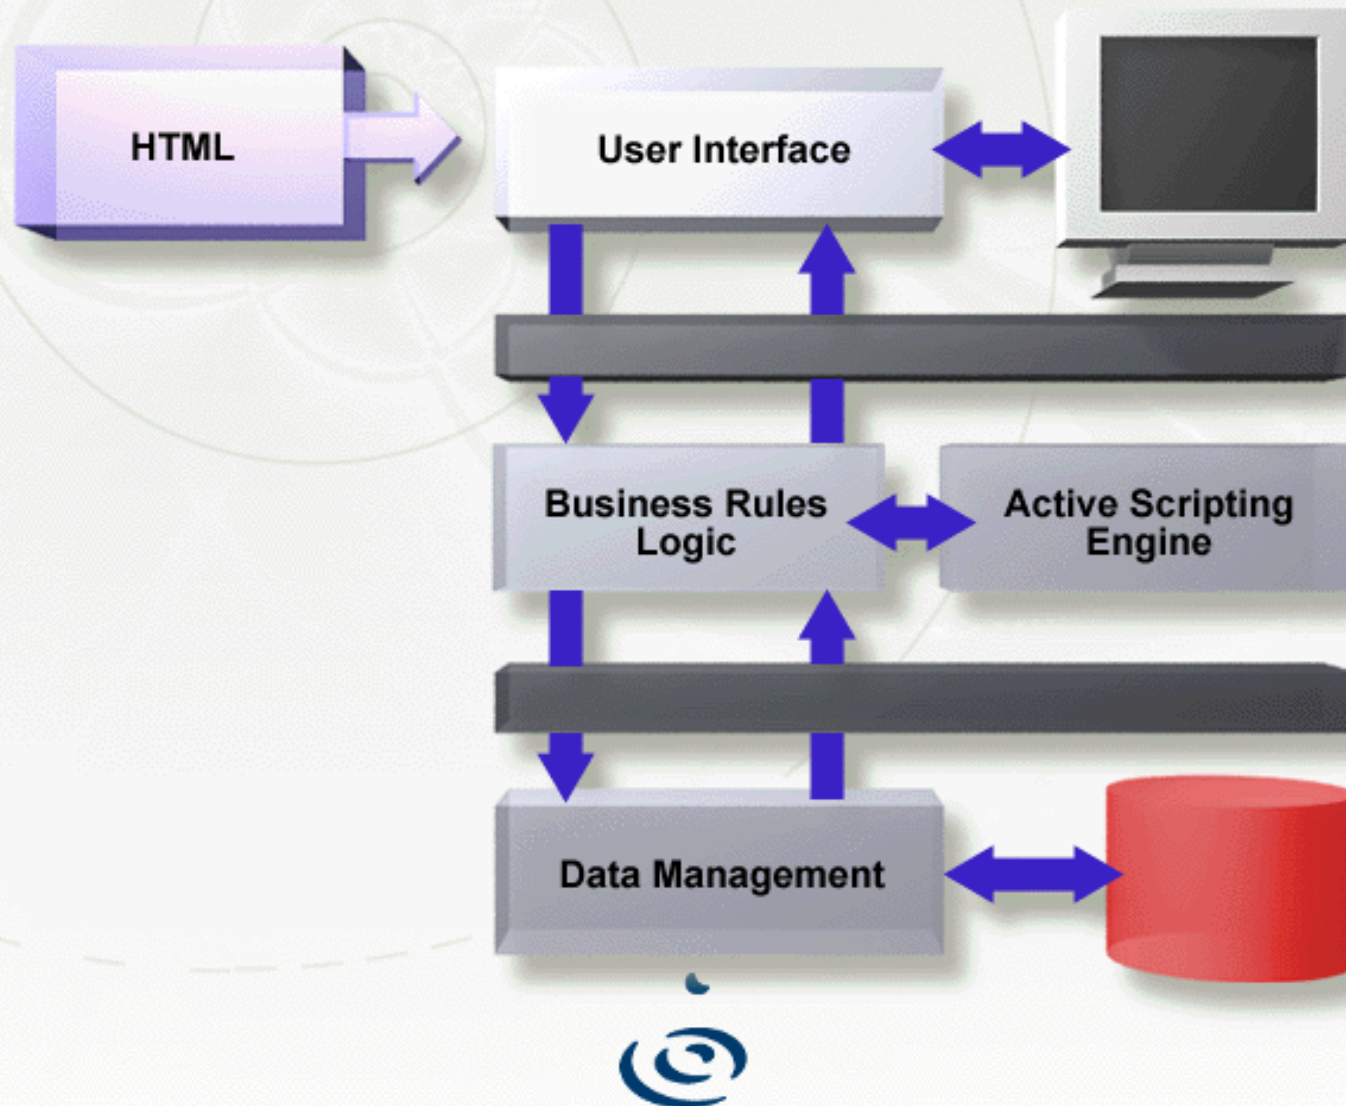 HTML
User Interface
Business Rules
Logic
Active Scripting
Engine
Data Management